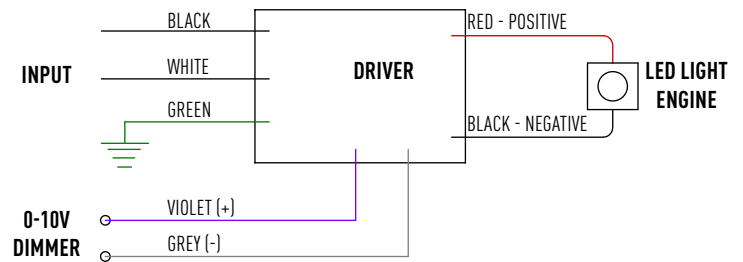 BLACK
RED - POSITIVE
INPUT
WHITE
DRIVER
LED LIGHT
ENGINE
GREEN
BLACK - NEGATIVE
0-10V
DIMMER
VIOLET (+)
GREY (-)